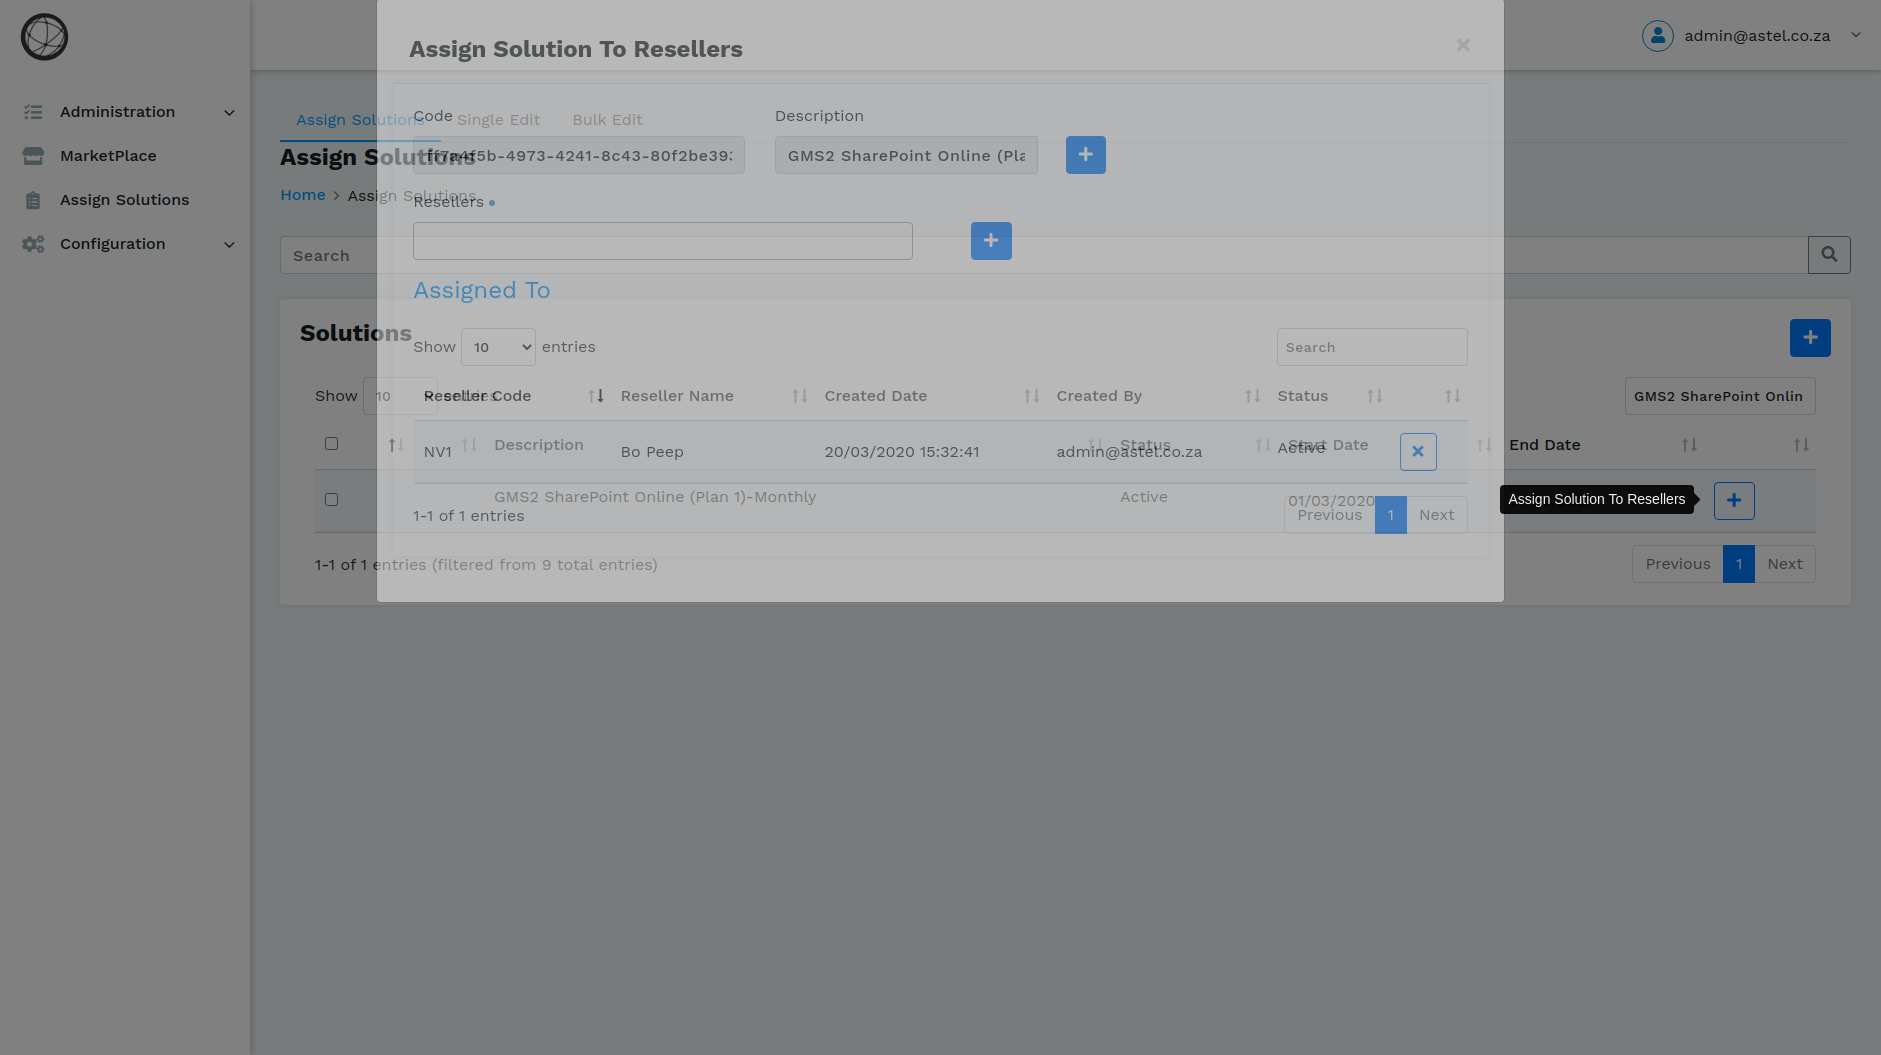 admin@astel.co.za
Administration
MarketPlace
Assign Solutions
Configuration
Assign Solution To Resellers
×
Assign Solutions
Single Edit
Bulk Edit
Assign Solutions
Home > Assign Solutions
Search
Code
Description
GMS2 SharePoint Online (Pla
Resellers
Assigned To
Show 10 entries
Search
Reseller Code
Reseller Name
Created Date
Created By
Status
NV1
Bo Peep
20/03/2020 15:32:41
admin@astel.co.za
Active
1-1 of 1 entries
Previous 1 Next
Solutions
Show 10 entries
GMS2 SharePoint Onlin
Description
Status
Start Date
End Date
GMS2 SharePoint Online (Plan 1)-Monthly
Active
01/03/2020
Assign Solution To Resellers
1-1 of 1 entries (filtered from 9 total entries)
Previous 1 Next